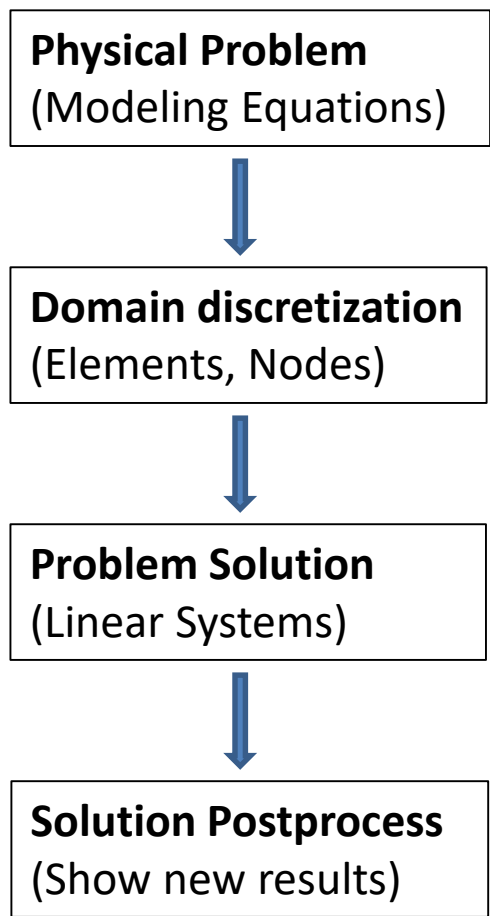 Physical Problem
(Modeling Equations)
Domain discretization
(Elements, Nodes)
Problem Solution
(Linear Systems)
Solution Postprocess
(Show new results)